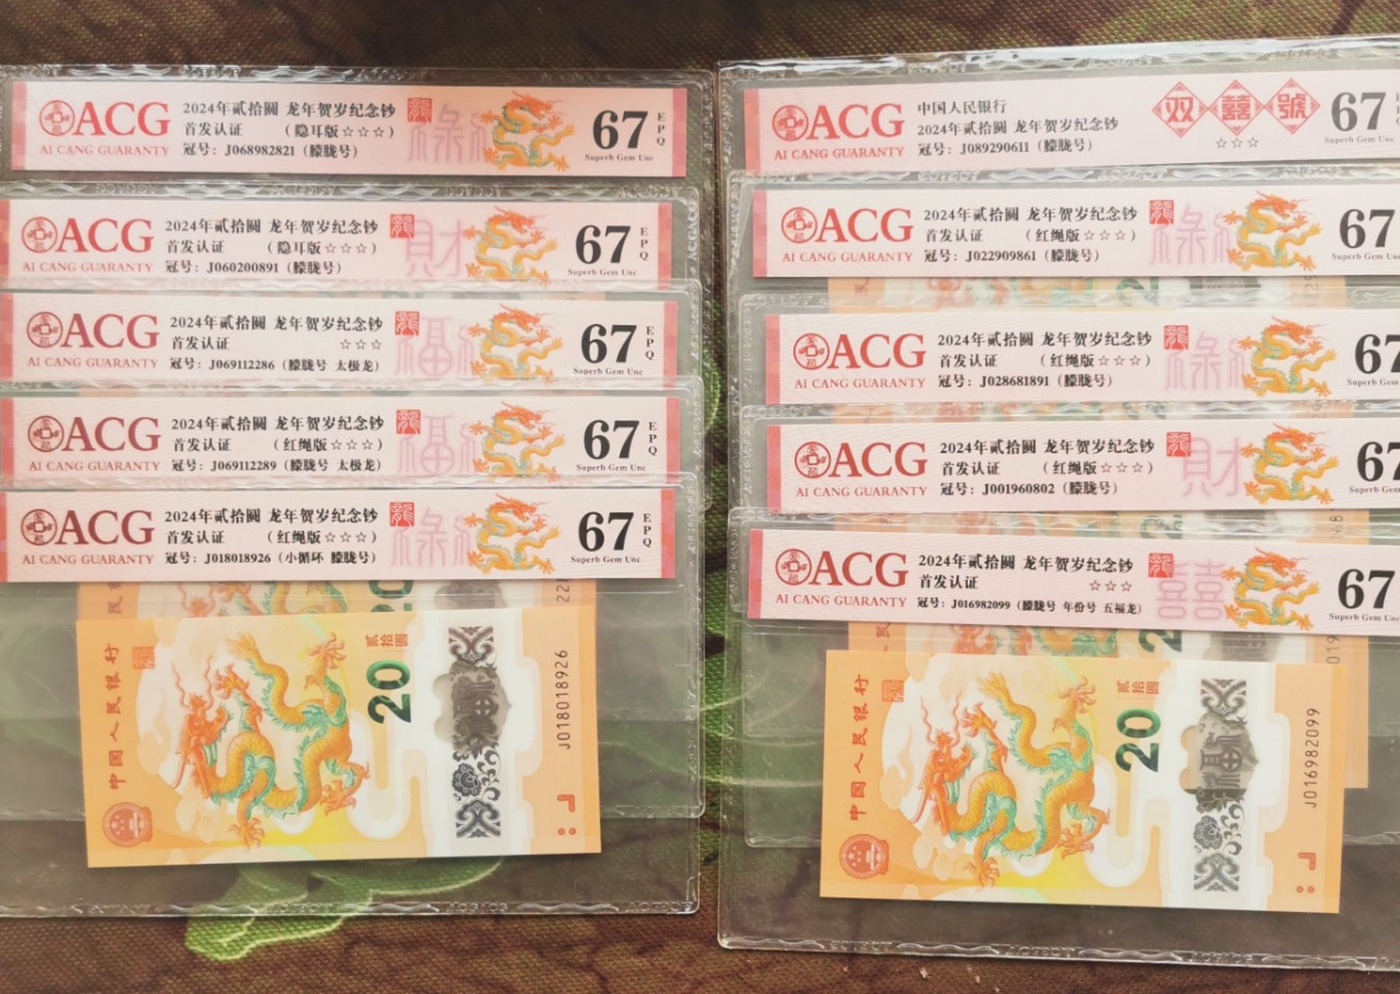 ACG
AI CANG GUARANTY
2024年贰拾圆 龙年贺岁纪念钞
首发认证 （隐耳版☆☆☆）
冠号：J068982821（朦胧号）
龍
祿
67
EPQ
Superb Gem Unc
ACG
AI CANG GUARANTY
2024年贰拾圆 龙年贺岁纪念钞
首发认证 （隐耳版☆☆☆）
冠号：J060200891（朦胧号）
龍
財
67
EPQ
Superb Gem Unc
ACG
AI CANG GUARANTY
2024年贰拾圆 龙年贺岁纪念钞
首发认证 ☆☆☆
冠号：J069112286（朦胧号 太极龙）
龍
福
67
EPQ
Superb Gem Unc
ACG
AI CANG GUARANTY
2024年贰拾圆 龙年贺岁纪念钞
首发认证 （红绳版☆☆☆）
冠号：J069112289（朦胧号 太极龙）
龍
福
67
EPQ
Superb Gem Unc
ACG
AI CANG GUARANTY
2024年贰拾圆 龙年贺岁纪念钞
首发认证 （红绳版☆☆☆）
冠号：J018018926（小循环 朦胧号）
龍
祿
67
EPQ
Superb Gem Unc
中国人民银行
贰拾圆
20
J018018926
ACG
AI CANG GUARANTY
中国人民银行
2024年贰拾圆 龙年贺岁纪念钞
冠号：J089290611（朦胧号）
双囍號
☆☆☆
67
ACG
AI CANG GUARANTY
2024年贰拾圆 龙年贺岁纪念钞
首发认证 （红绳版☆☆☆）
冠号：J022909861（朦胧号）
龍
祿
67
Superb Gem
ACG
AI CANG GUARANTY
2024年贰拾圆 龙年贺岁纪念钞
首发认证 （红绳版☆☆☆）
冠号：J028681891（朦胧号）
龍
祿
67
Superb Gem
ACG
AI CANG GUARANTY
2024年贰拾圆 龙年贺岁纪念钞
首发认证 （红绳版☆☆☆）
冠号：J001960802（朦胧号）
龍
財
67
Superb Gem
ACG
AI CANG GUARANTY
2024年贰拾圆 龙年贺岁纪念钞
首发认证 ☆☆☆
冠号：J016982099（朦胧号 年份号 五福龙）
龍
囍
67
Superb Gem Unc
中国人民银行
贰拾圆
20
J016982099